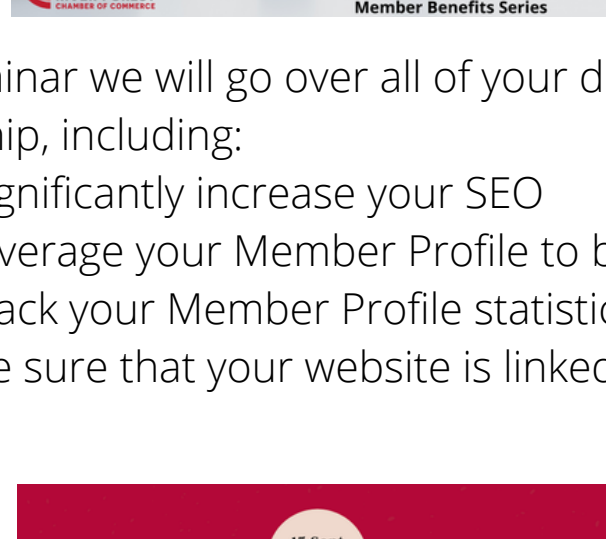 CHAMBER OF COMMERCE
Member Benefits Series
inar we will go over all of your d
ip, including:
gnificantly increase your SEO
verage your Member Profile to b
ack your Member Profile statistic
e sure that your website is linked